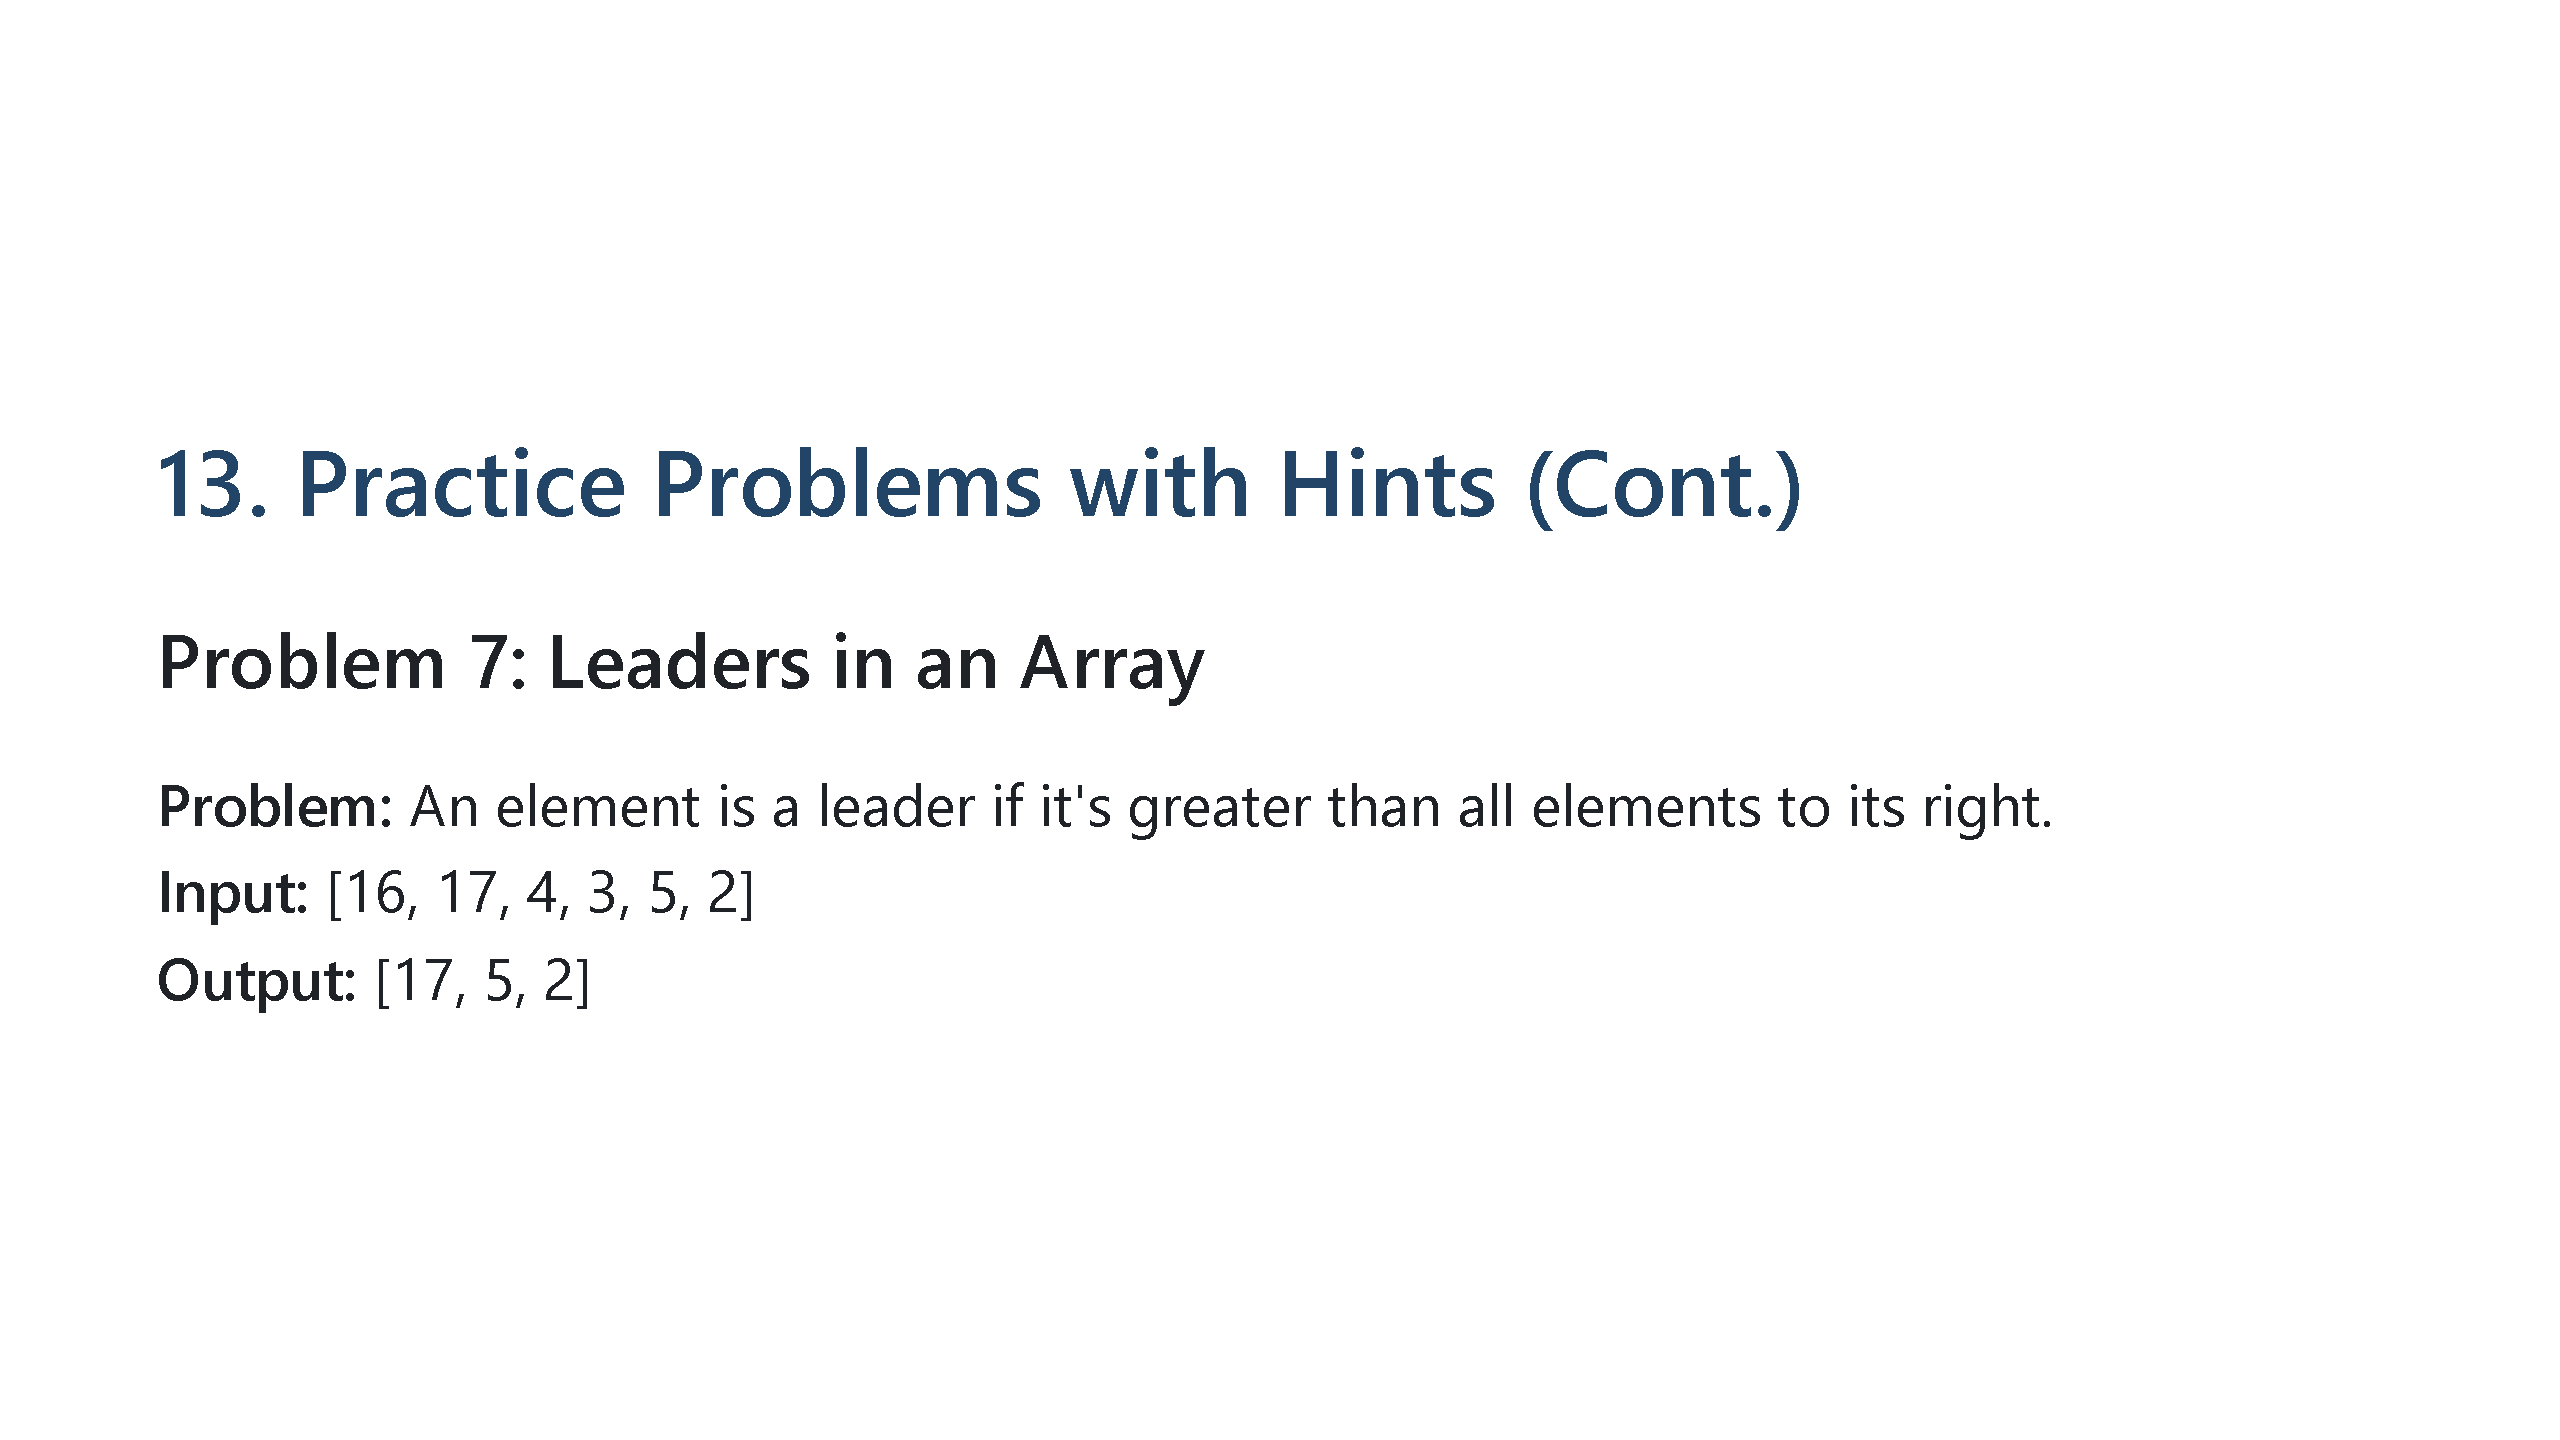 13. Practice Problems with Hints (Cont.)
Problem 7: Leaders in an Array
Problem: An element is a leader if it's greater than all elements to its right.
Input: [16, 17, 4, 3, 5, 2]
Output: [17, 5, 2]